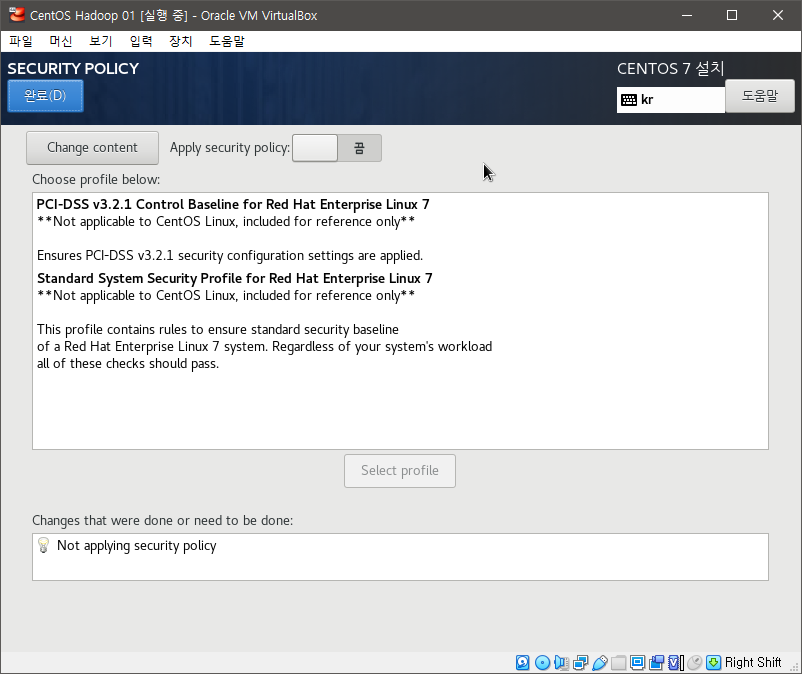 CentOS Hadoop 01 [실행 중] - Oracle VM VirtualBox
파일 머신 보기 입력 장치 도움말
SECURITY POLICY
CENTOS 7 설치
완료(D)
kr
도움말
Change content
Apply security policy:
끔
Choose profile below:
PCI-DSS v3.2.1 Control Baseline for Red Hat Enterprise Linux 7
**Not applicable to CentOS Linux, included for reference only**
Ensures PCI-DSS v3.2.1 security configuration settings are applied.
Standard System Security Profile for Red Hat Enterprise Linux 7
**Not applicable to CentOS Linux, included for reference only**
This profile contains rules to ensure standard security baseline
of a Red Hat Enterprise Linux 7 system. Regardless of your system's workload
all of these checks should pass.
Select profile
Changes that were done or need to be done:
Not applying security policy
Right Shift